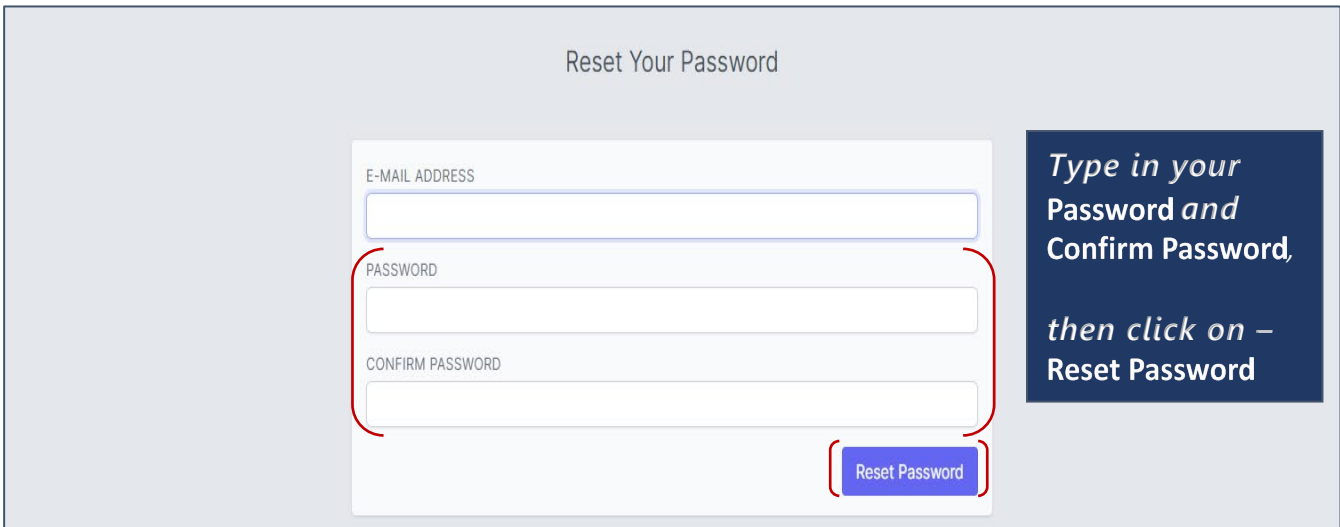 Reset Your Password
E-MAIL ADDRESS
PASSWORD
CONFIRM PASSWORD
Reset Password
Type in your
Password and
Confirm Password,
then click on –
Reset Password